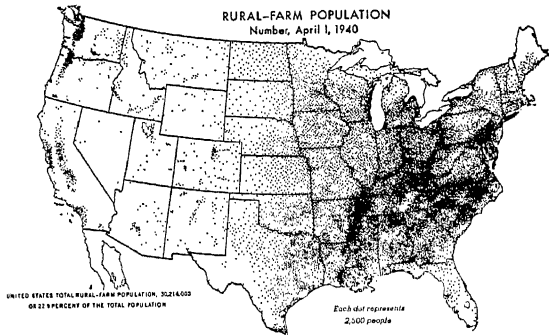 RURAL–FARM POPULATION
Number, April 1, 1940
UNITED STATES TOTAL RURAL-FARM POPULATION, 30,216,003
OR 22.9 PERCENT OF THE TOTAL POPULATION
Each dot represents
2,500 people